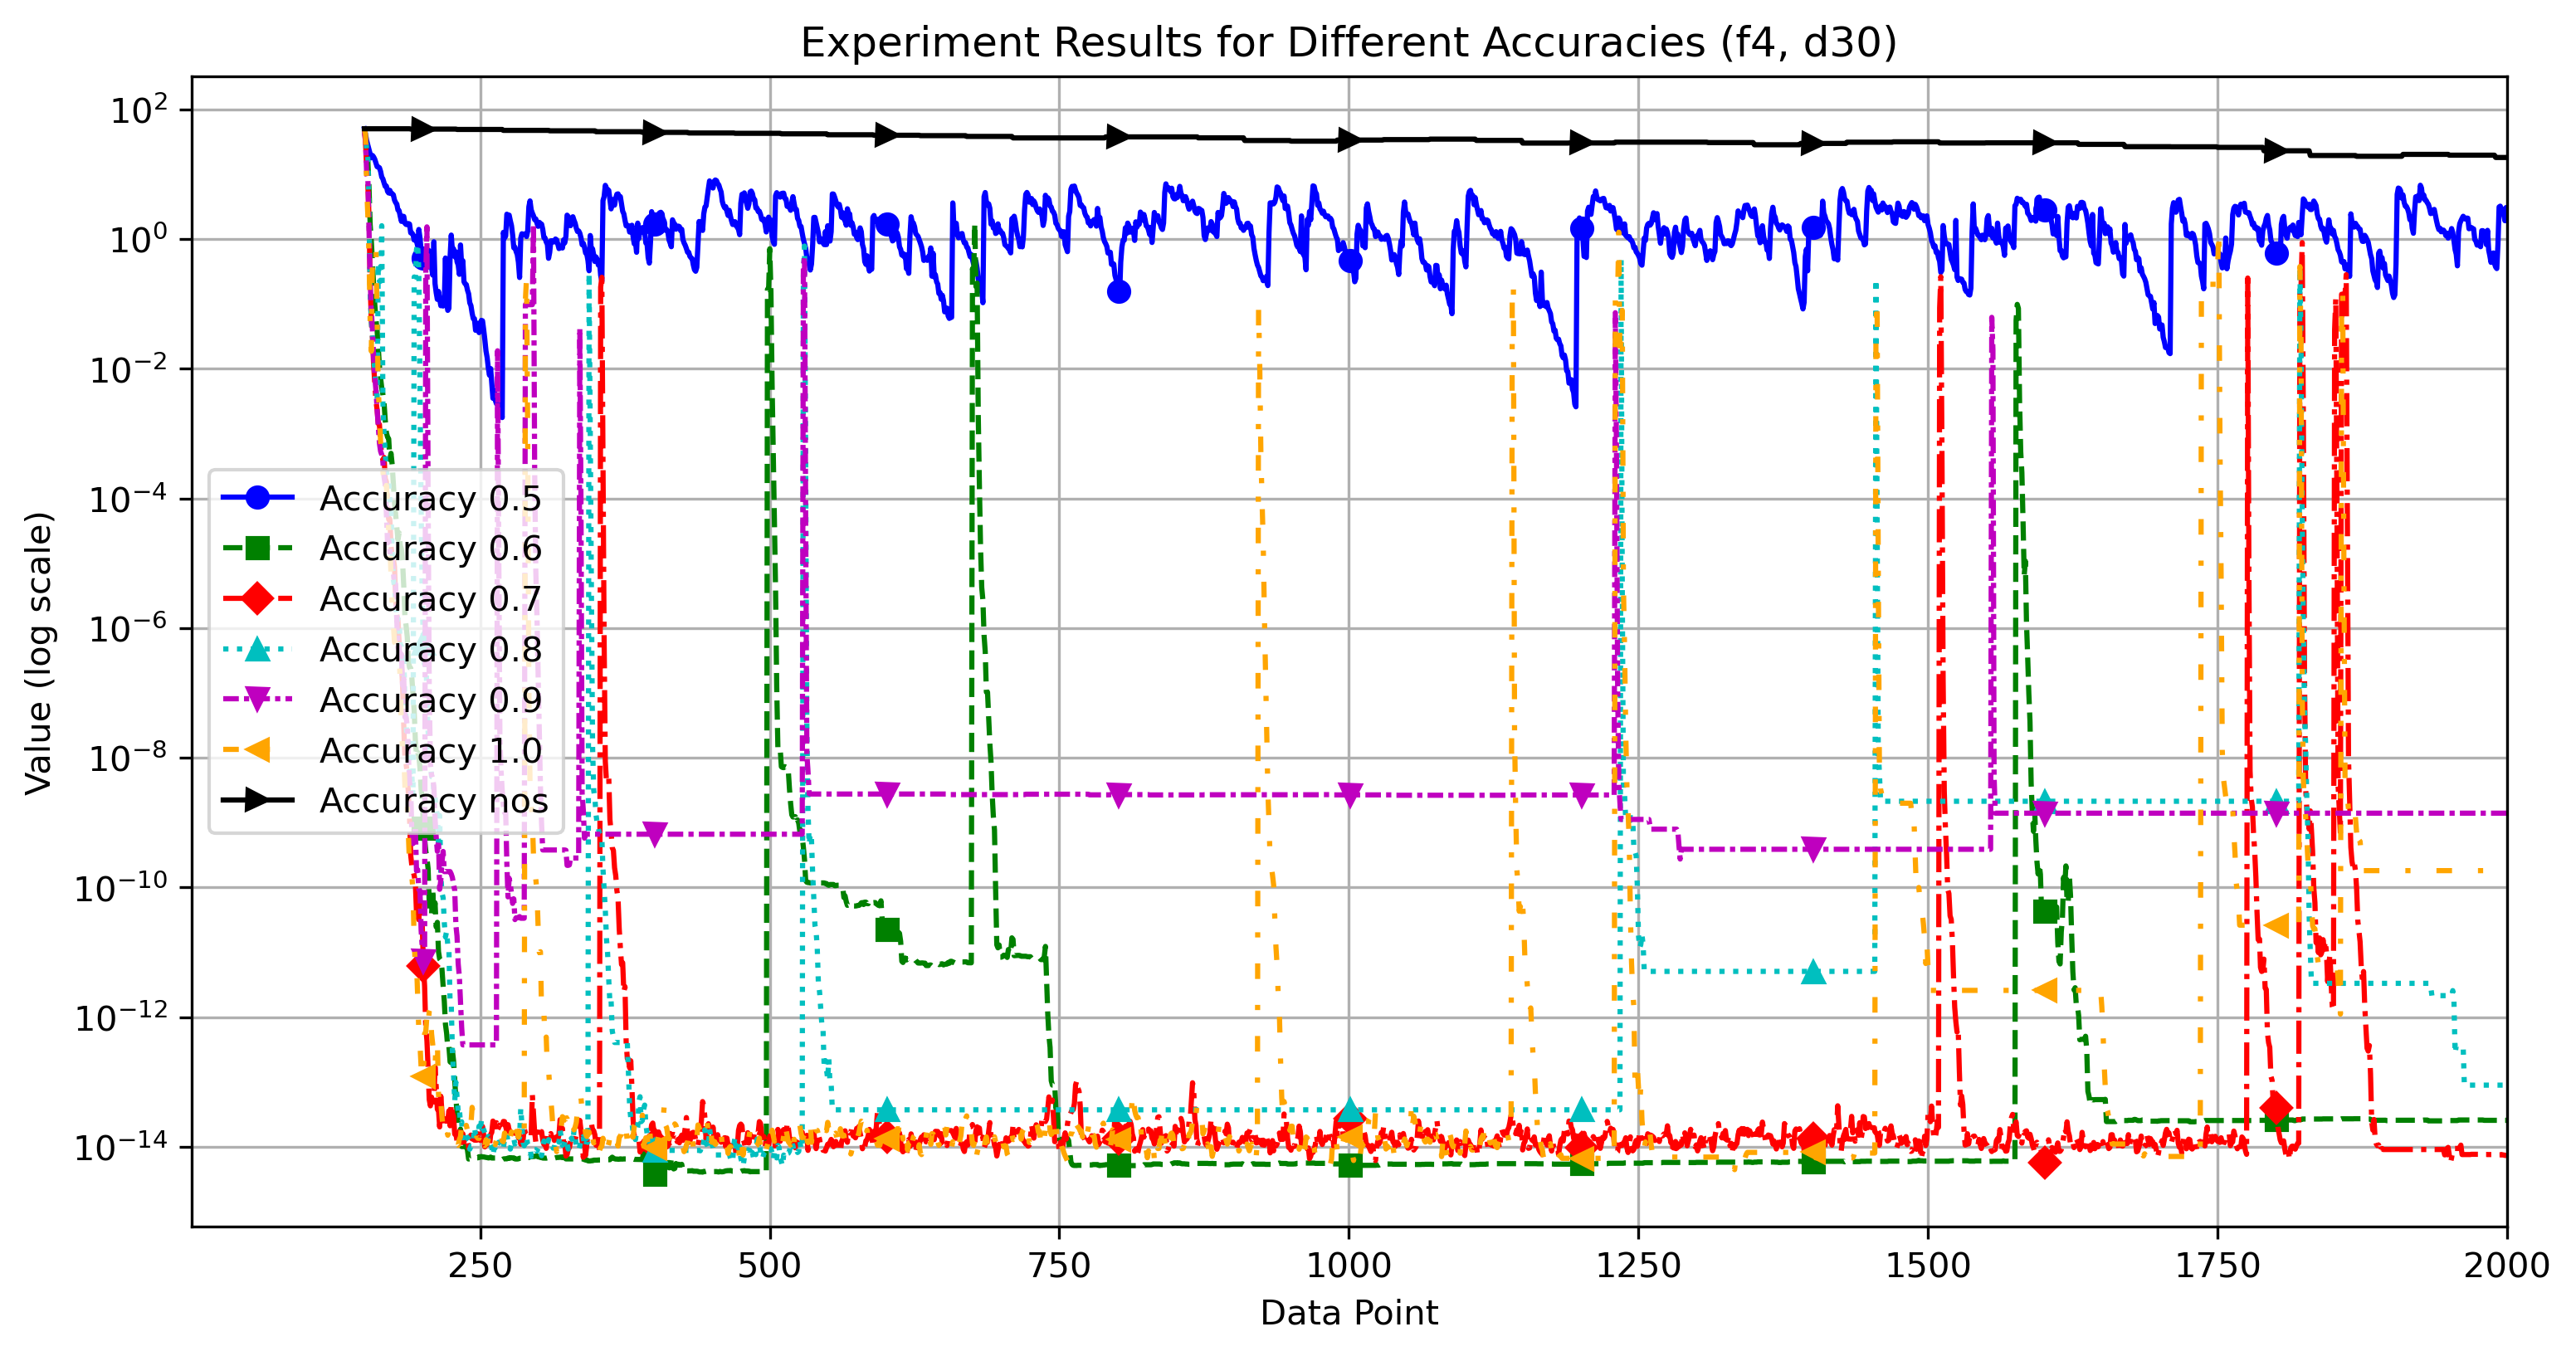 Experiment Results for Different Accuracies (f4, d30)
Value (log scale)
10^2
10^0
10^−2
10^−4
10^−6
10^−8
10^−10
10^−12
10^−14
Accuracy 0.5
Accuracy 0.6
Accuracy 0.7
Accuracy 0.8
Accuracy 0.9
Accuracy 1.0
Accuracy nos
250 500 750 1000 1250 1500 1750 2000
Data Point